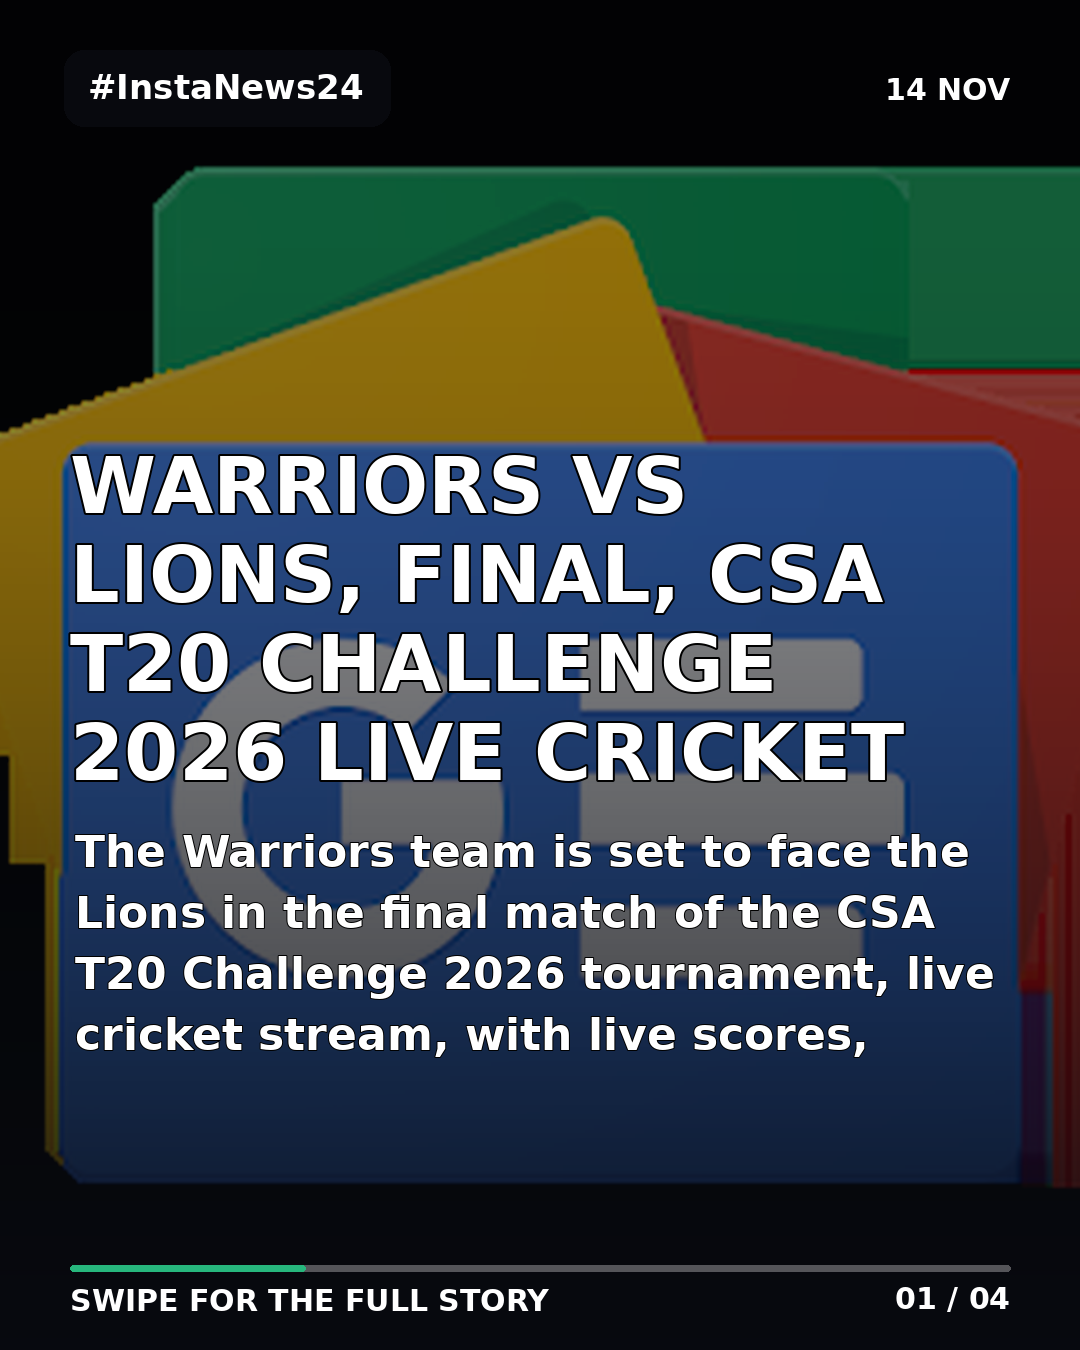 #InstaNews24
14 NOV
WARRIORS VS
LIONS, FINAL, CSA
T20 CHALLENGE
2026 LIVE CRICKET
The Warriors team is set to face the
Lions in the final match of the CSA
T20 Challenge 2026 tournament, live
cricket stream, with live scores,
SWIPE FOR THE FULL STORY
01 / 04